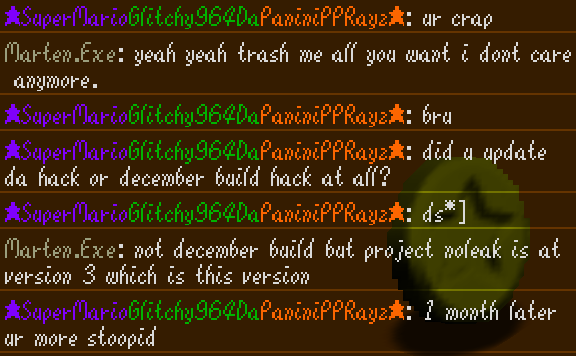 ★SuperMarioGlitchy964DaPaniniPPRayz★: ur crap
Marten.Exe: yeah yeah trash me all you want i dont care
anymore.
★SuperMarioGlitchy964DaPaniniPPRayz★: bru
★SuperMarioGlitchy964DaPaniniPPRayz★: did u update
da hack or december build hack at all?
★SuperMarioGlitchy964DaPaniniPPRayz★: ds*]
Marten.Exe: not december build but project noleak is at
version 3 which is this version
★SuperMarioGlitchy964DaPaniniPPRayz★: 1 month later
ur more stoopid